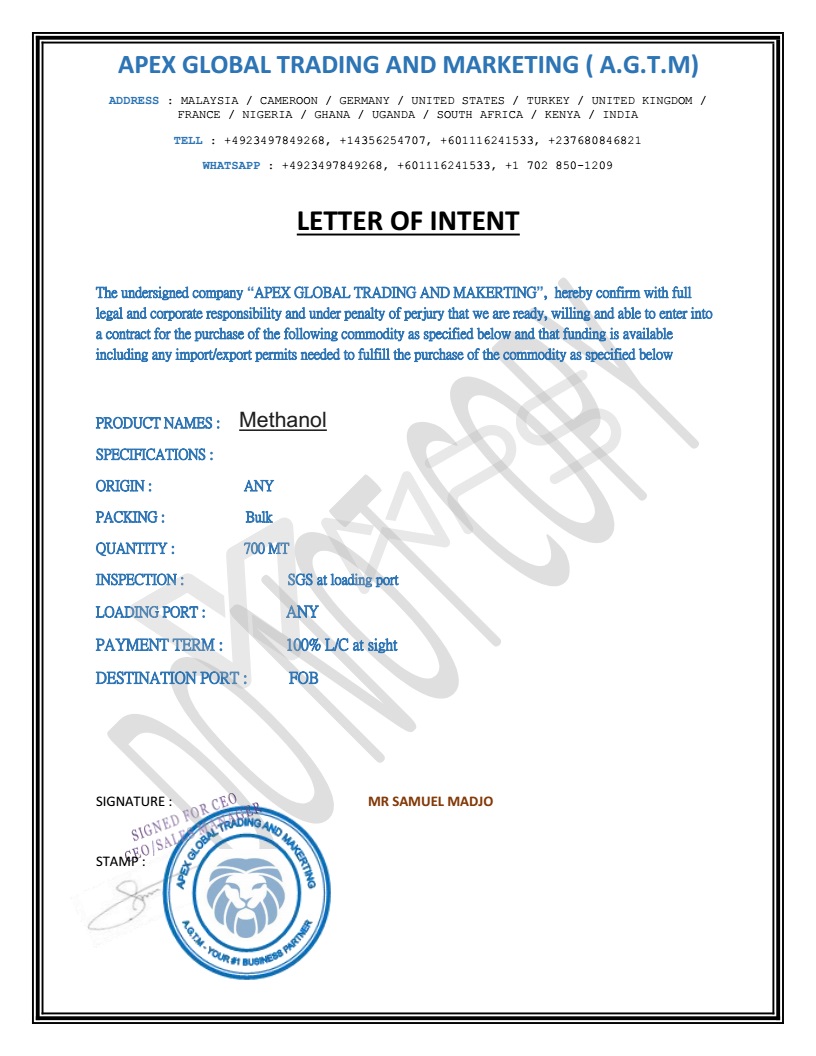 APEX GLOBAL TRADING AND MARKETING ( A.G.T.M)
ADDRESS : MALAYSIA / CAMEROON / GERMANY / UNITED STATES / TURKEY / UNITED KINGDOM /
FRANCE / NIGERIA / GHANA / UGANDA / SOUTH AFRICA / KENYA / INDIA
TELL : +4923497849268, +14356254707, +601116241533, +237680846821
WHATSAPP : +4923497849268, +601116241533, +1 702 850-1209
LETTER OF INTENT
The undersigned company “APEX GLOBAL TRADING AND MAKERTING”, hereby confirm with full
legal and corporate responsibility and under penalty of perjury that we are ready, willing and able to enter into
a contract for the purchase of the following commodity as specified below and that funding is available
including any import/export permits needed to fulfill the purchase of the commodity as specified below
PRODUCT NAMES : Methanol
SPECIFICATIONS :
ORIGIN : ANY
PACKING : Bulk
QUANTITY : 700 MT
INSPECTION : SGS at loading port
LOADING PORT : ANY
PAYMENT TERM : 100% L/C at sight
DESTINATION PORT : FOB
DO NOT COPY
SIGNATURE : MR SAMUEL MADJO
SIGNED FOR CEO
CEO/SALES MANAGER
STAMP :
APEX GLOBAL TRADING AND MAKERTING
A.G.T.M - YOUR #1 BUSINESS PARTNER